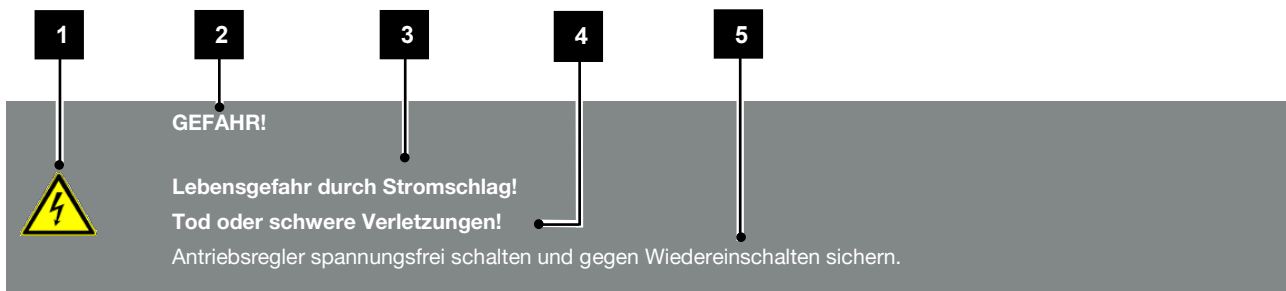 1 2 3 4 5
GEFAHR!
Lebensgefahr durch Stromschlag!
Tod oder schwere Verletzungen!
Antriebsregler spannungsfrei schalten und gegen Wiedereinschalten sichern.